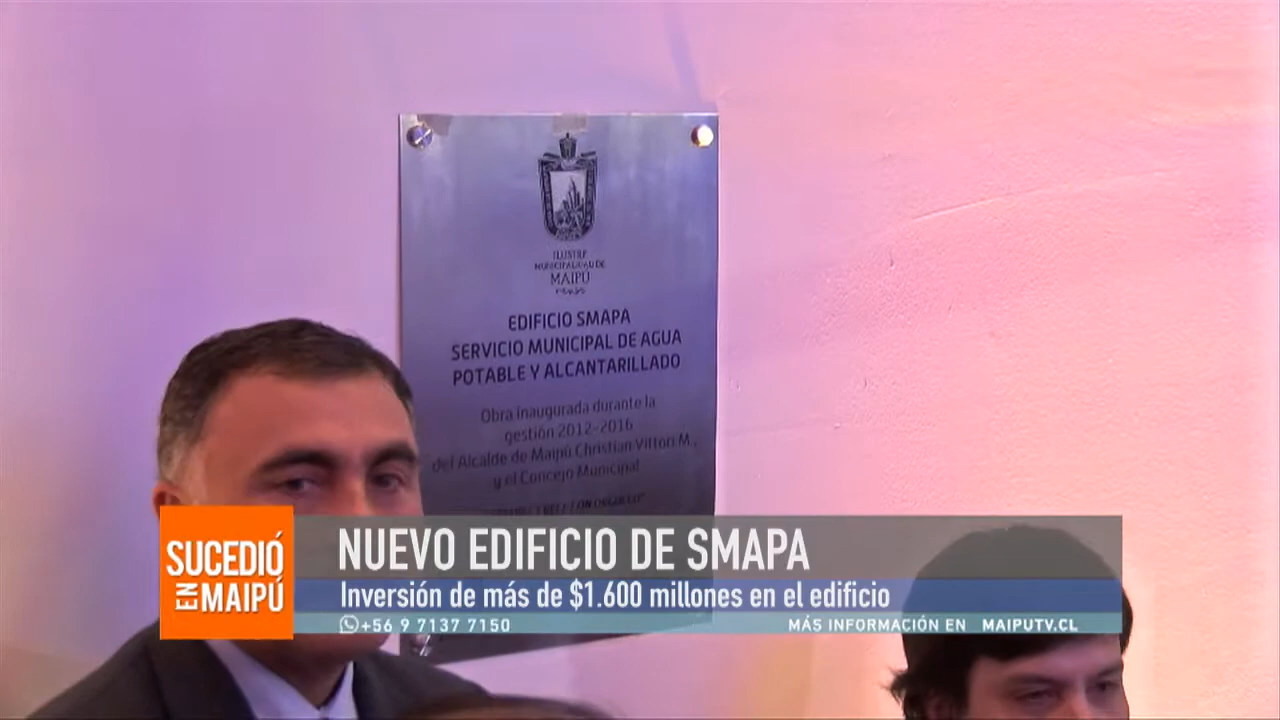 ILUSTRE
MUNICIPALIDAD DE
MAIPÚ
EDIFICIO SMAPA
SERVICIO MUNICIPAL DE AGUA
POTABLE Y ALCANTARILLADO
Obra inaugurada durante la
gestión 2012-2016
del Alcalde de Maipú Christian Vittori M.,
y el Concejo Municipal
SUCEDIÓ
EN MAIPÚ
NUEVO EDIFICIO DE SMAPA
Inversión de más de $1.600 millones en el edificio
+56 9 7137 7150
MÁS INFORMACIÓN EN MAIPUTV.CL